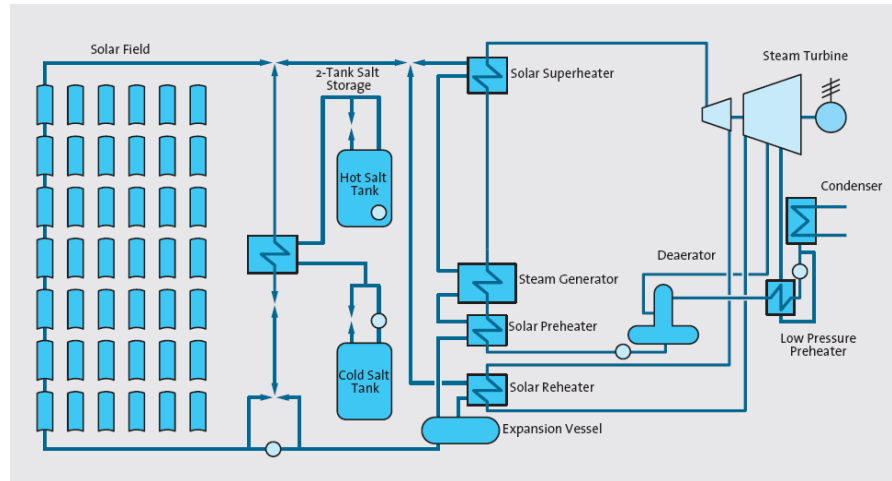 Solar Field
2-Tank Salt
Storage
Solar Superheater
Steam Turbine
Hot Salt
Tank
Condenser
Steam Generator
Deaerator
Solar Preheater
Low Pressure
Preheater
Cold Salt
Tank
Solar Reheater
Expansion Vessel